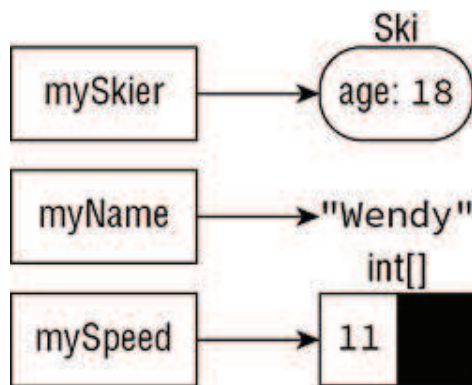 Ski
mySkier age: 18
myName "Wendy"
int[]
mySpeed 11